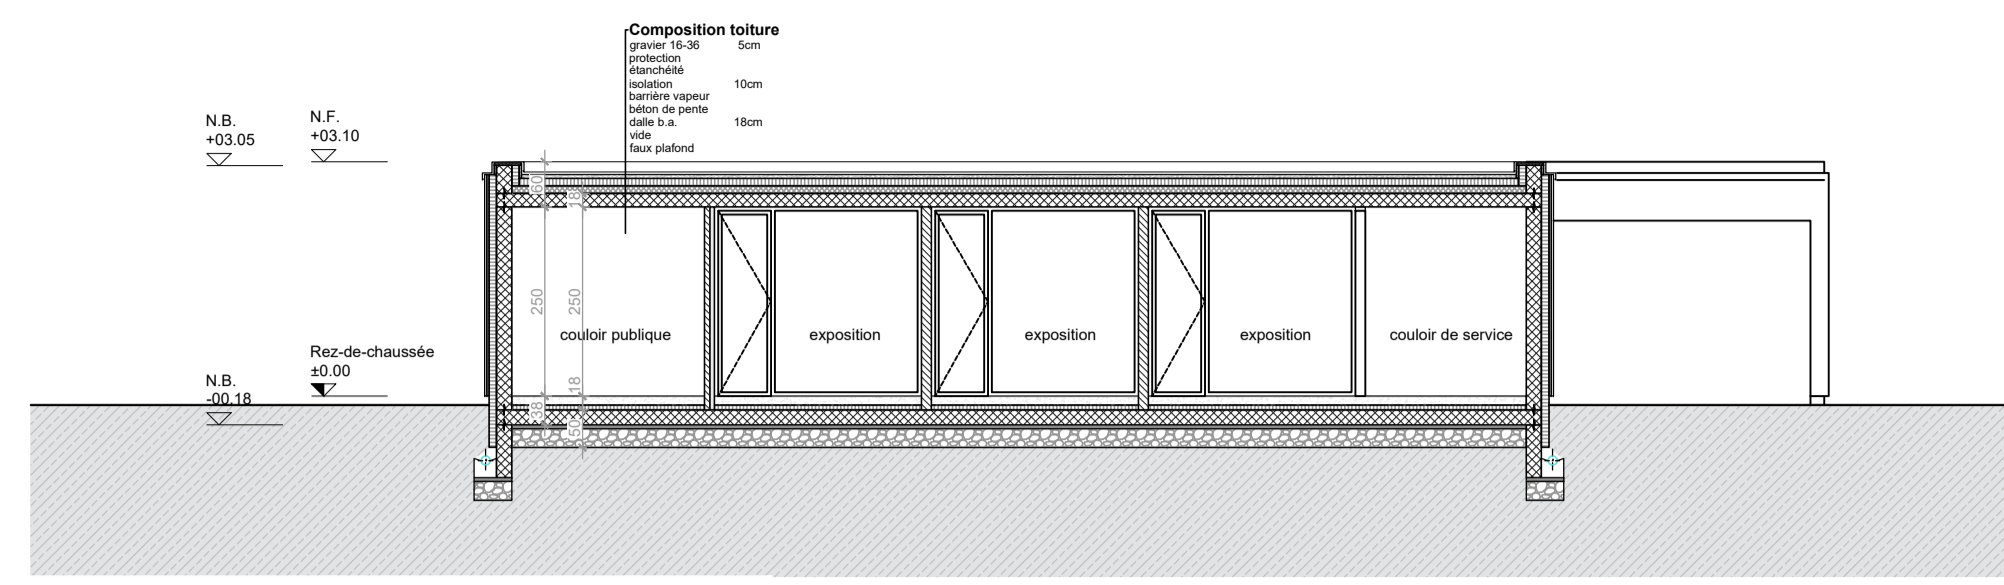 Composition toiture
gravier 16-36 5cm
protection
étanchéité
isolation 10cm
barrière vapeur
béton de pente
dalle b.a. 18cm
vide
faux plafond
N.B.
+03.05
N.F.
+03.10
60
18
250
250
couloir publique
exposition
exposition
exposition
couloir de service
Rez-de-chaussée
±0.00
N.B.
-00.18
18
38
50